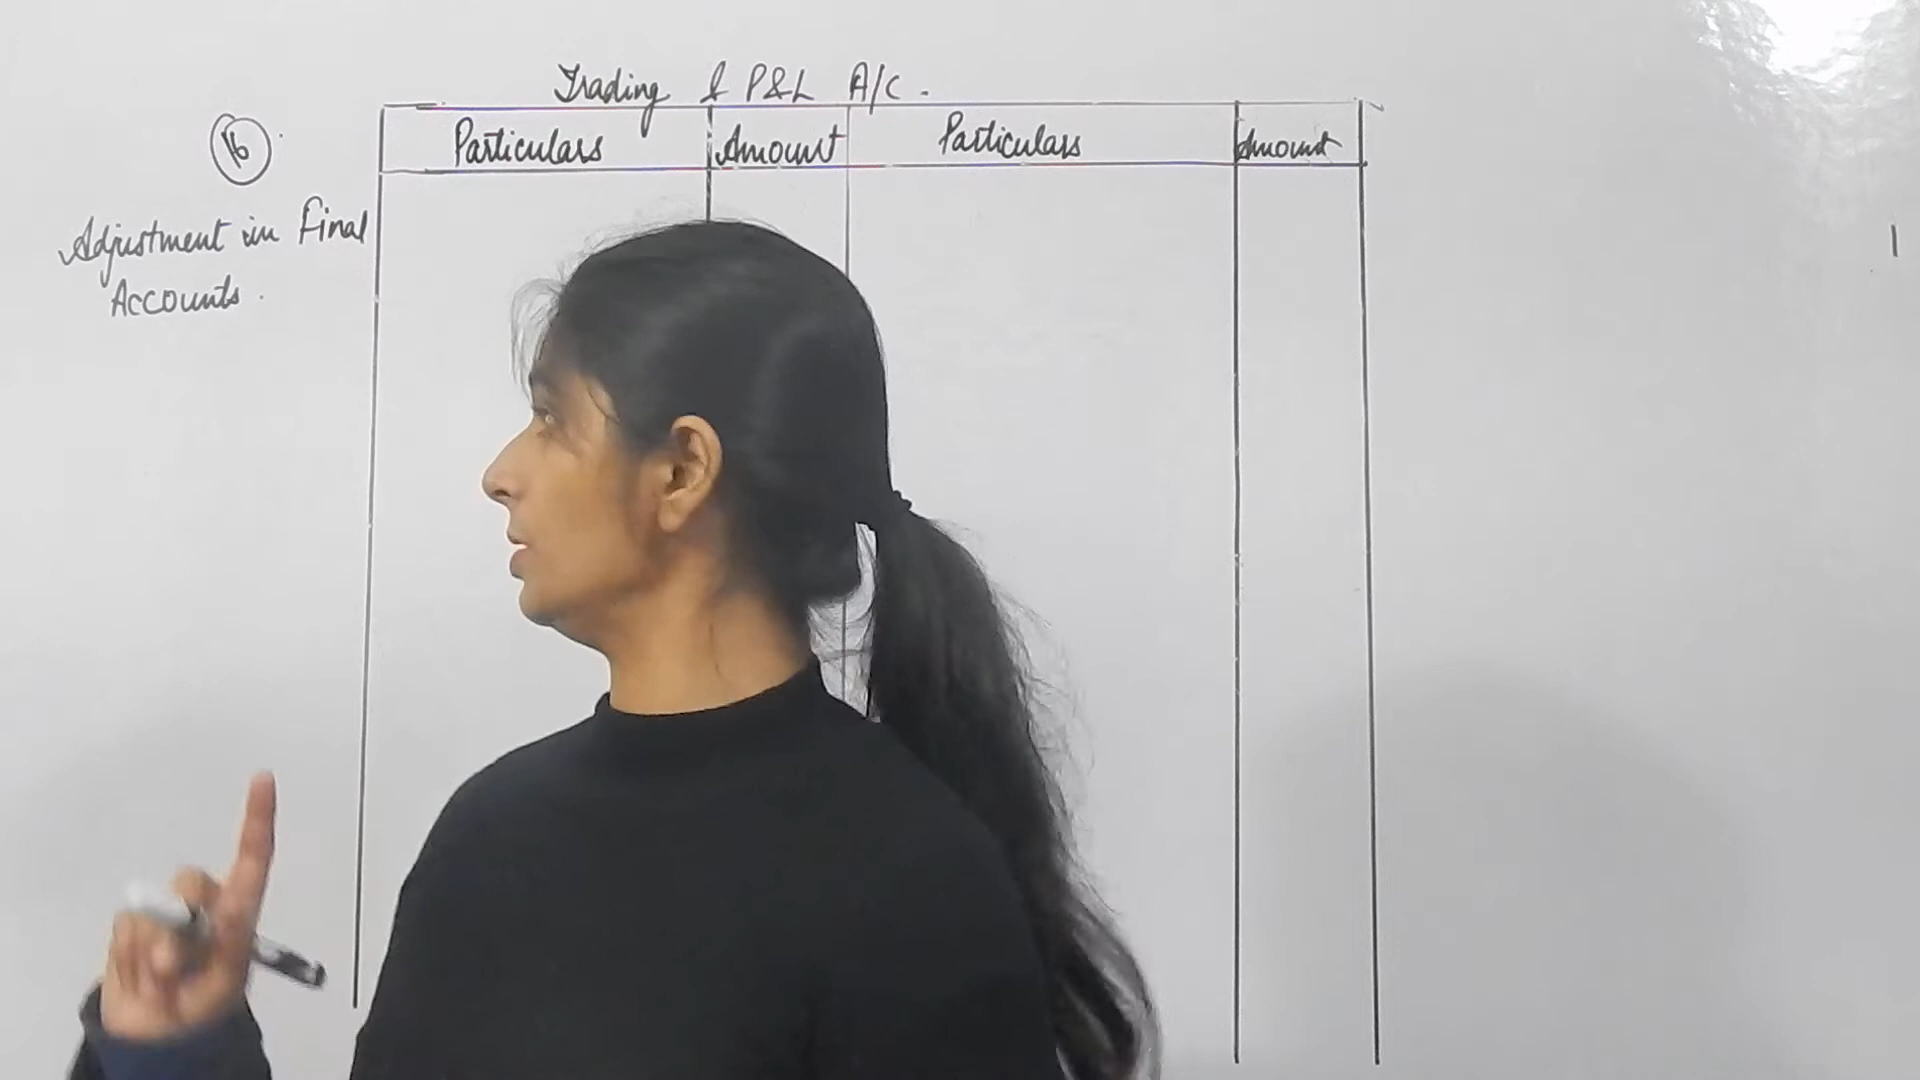 Trading & P&L A/C.
16
Particulars Amount Particulars Amount
Adjustment in Final
Accounts.